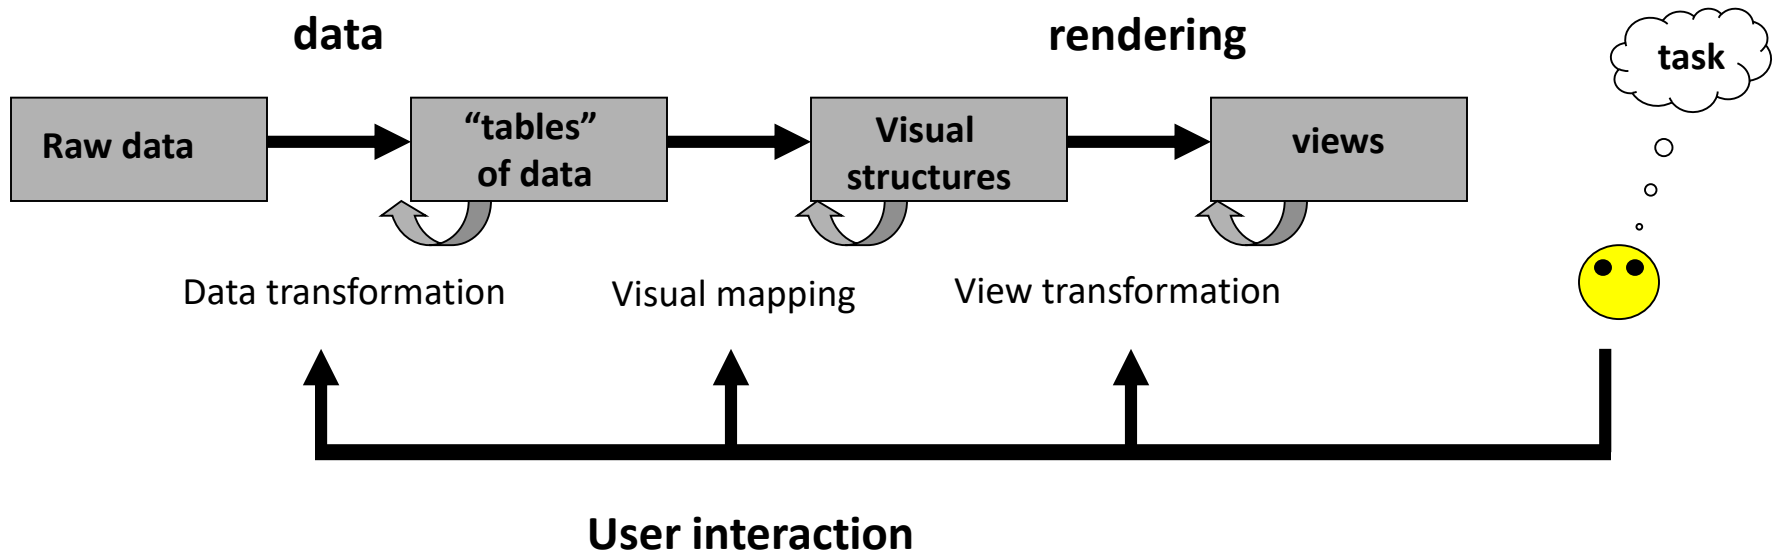 data
rendering
task
Raw data
“tables”
of data
Visual
structures
views
Data transformation
Visual mapping
View transformation
User interaction